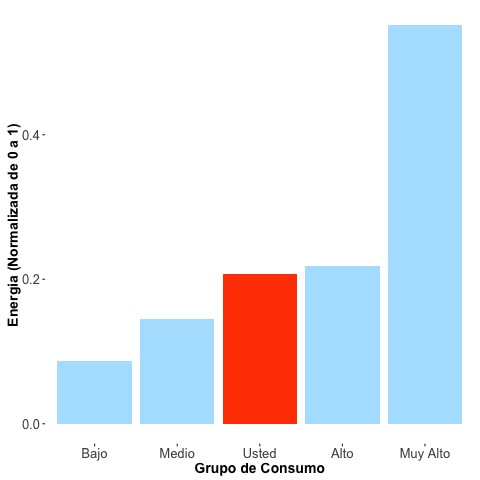 Energía (Normalizada de 0 a 1)
0.4
0.2
0.0
Bajo Medio Usted Alto Muy Alto
Grupo de Consumo